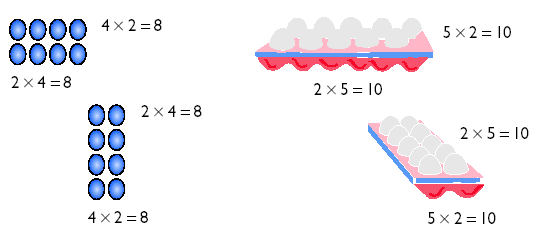 4 × 2 = 8
2 × 4 = 8
2 × 4 = 8
4 × 2 = 8
5 × 2 = 10
2 × 5 = 10
2 × 5 = 10
5 × 2 = 10